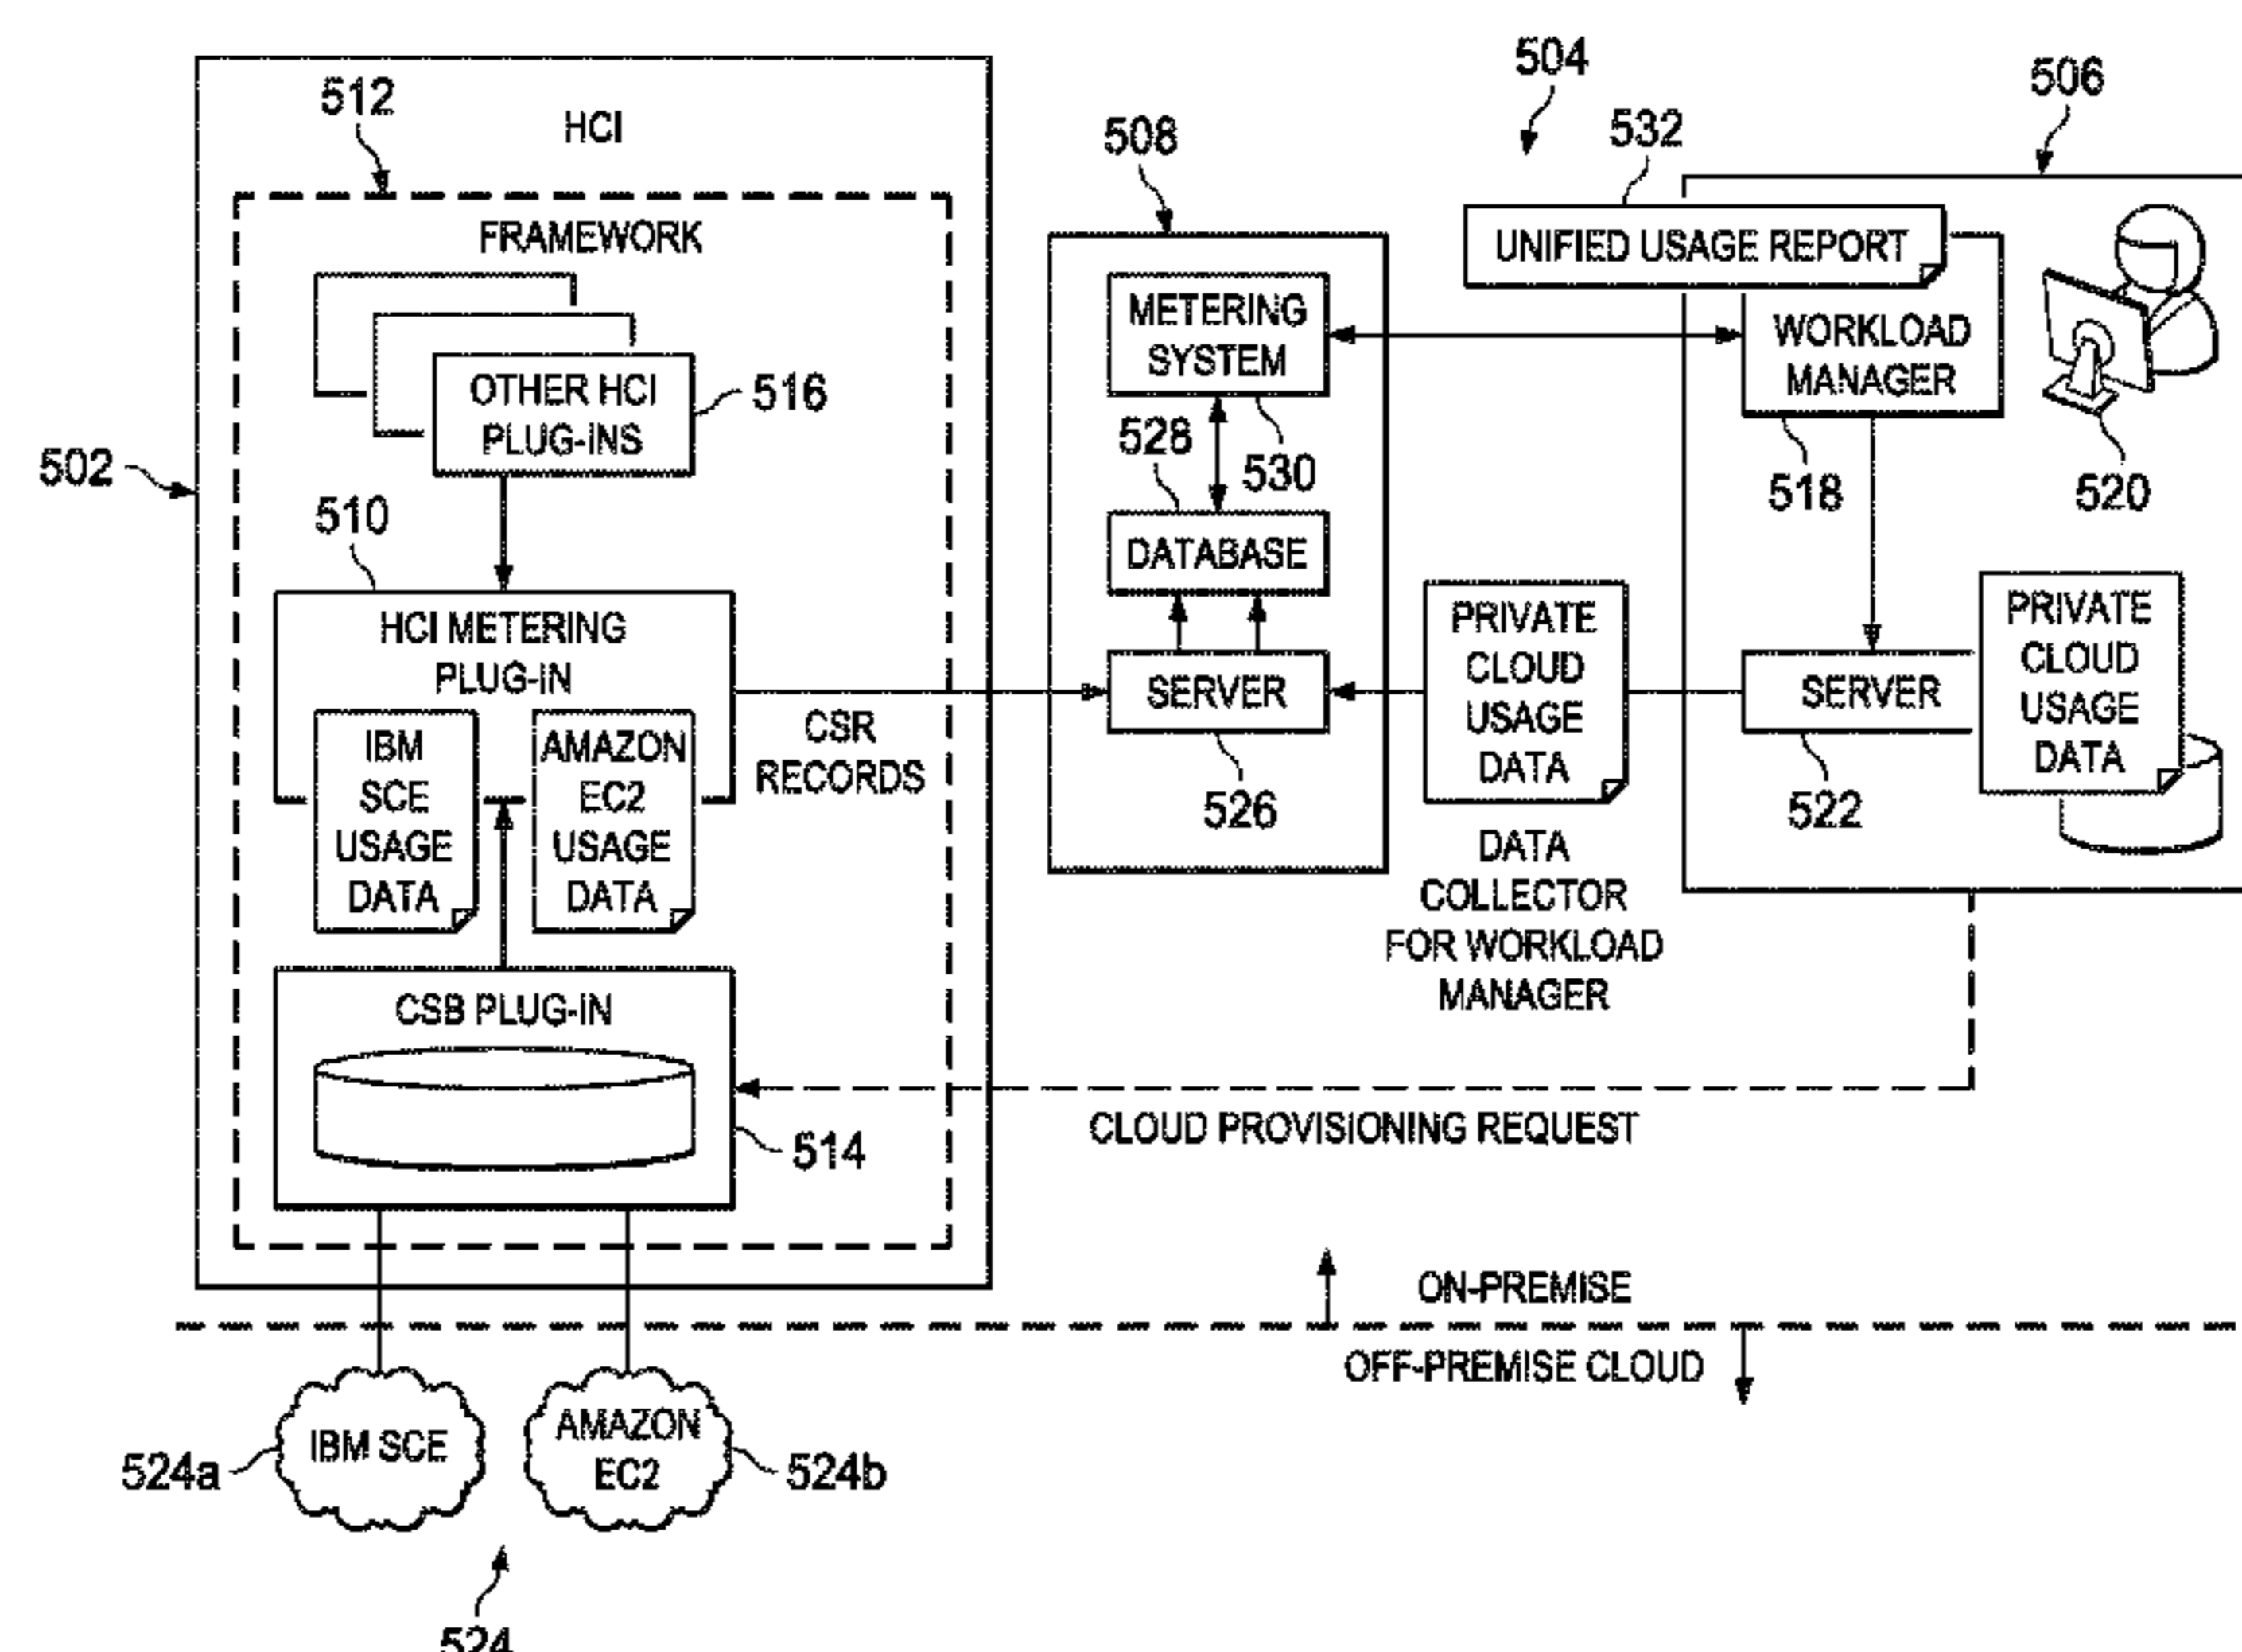 504
506
512
HCI
508
532
FRAMEWORK
UNIFIED USAGE REPORT
METERING
SYSTEM
WORKLOAD
MANAGER
OTHER HCI
PLUG-INS
516
528
530
502
518
520
510
DATABASE
HCI METERING
PLUG-IN
PRIVATE
CLOUD
USAGE
DATA
PRIVATE
CLOUD
USAGE
DATA
SERVER
SERVER
CSR
RECORDS
IBM
SCE
USAGE
DATA
AMAZON
EC2
USAGE
DATA
526
522
DATA
COLLECTOR
FOR WORKLOAD
MANAGER
CSB PLUG-IN
CLOUD PROVISIONING REQUEST
514
ON-PREMISE
OFF-PREMISE CLOUD
524a
IBM SCE
AMAZON
EC2
524b
524